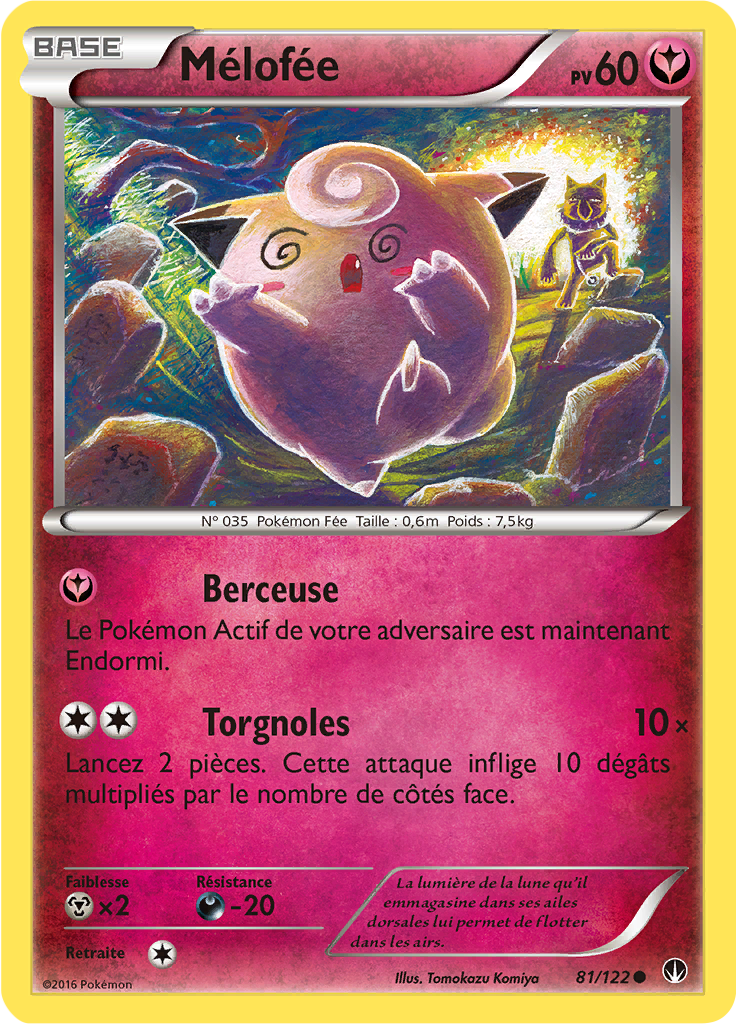 BASE
Mélofée
PV60
N° 035 Pokémon Fée Taille : 0,6m Poids : 7,5kg
Berceuse
Le Pokémon Actif de votre adversaire est maintenant
Endormi.
Torgnoles 10×
Lancez 2 pièces. Cette attaque inflige 10 dégâts
multipliés par le nombre de côtés face.
Faiblesse
×2
Résistance
-20
Retraite
La lumière de la lune qu'il
emmagasine dans ses ailes
dorsales lui permet de flotter
dans les airs.
©2016 Pokémon
Illus. Tomokazu Komiya
81/122